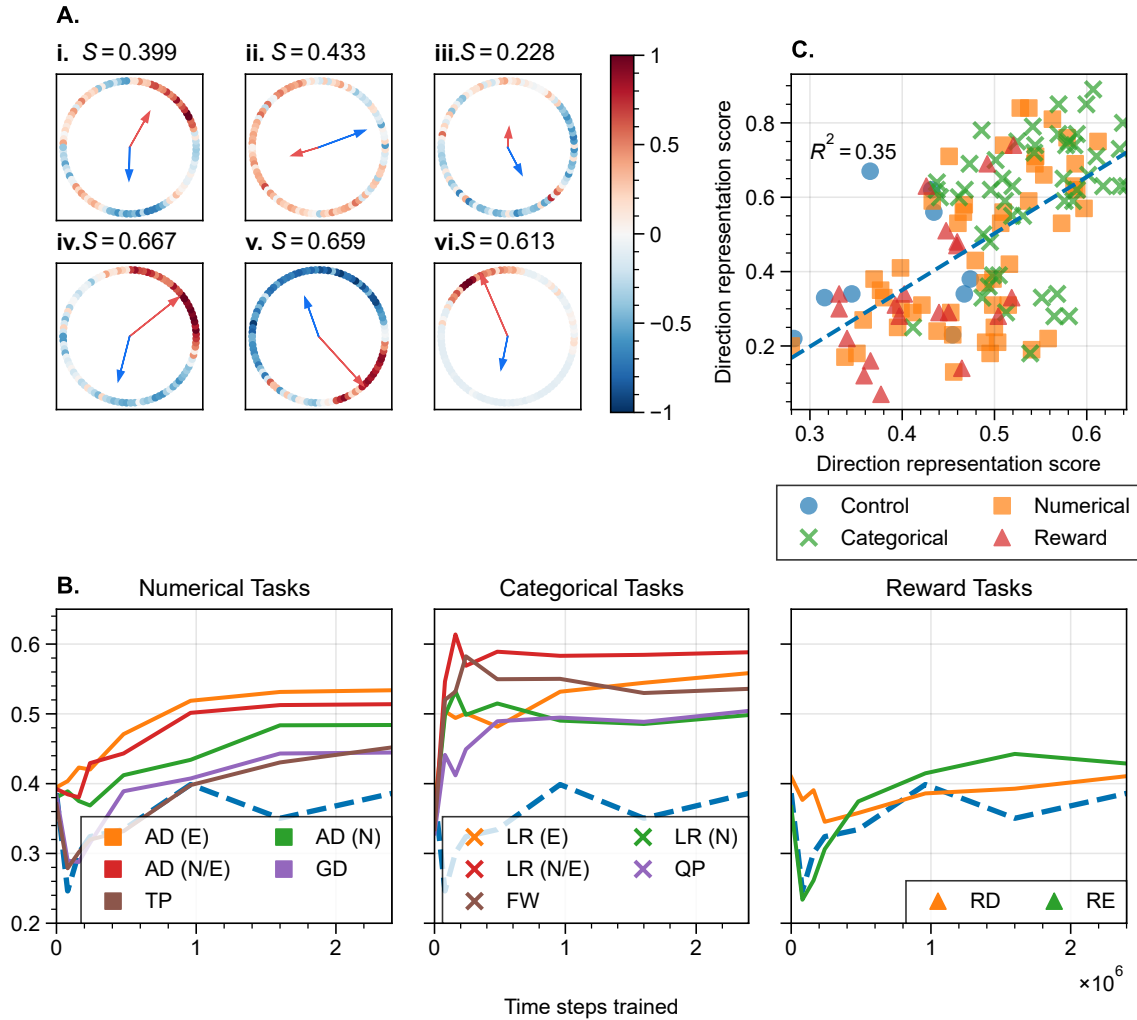 A.
i. S = 0.399
ii. S = 0.433
iii. S = 0.228
iv. S = 0.667
v. S = 0.659
vi. S = 0.613
1
0.5
0
−0.5
−1
C.
R² = 0.35
0.8
0.6
0.4
0.2
0.3 0.4 0.5 0.6
Direction representation score
Direction representation score
Control
Numerical
Categorical
Reward
B.
Numerical Tasks
Categorical Tasks
Reward Tasks
0.6
0.5
0.4
0.3
0.2
AD (E)
AD (N)
AD (N/E)
GD
TP
LR (E)
LR (N)
LR (N/E)
QP
FW
RD
RE
0 1 2
0 1 2
0 1 2
×10⁶
Time steps trained